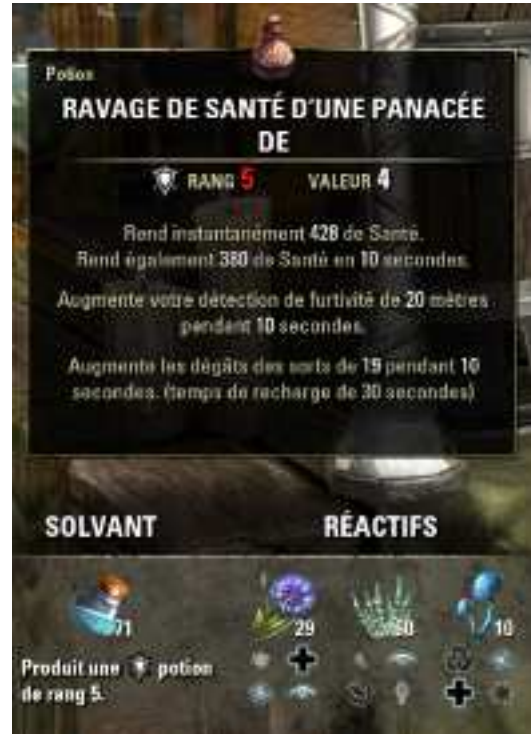 Potion
RAVAGE DE SANTÉ D'UNE PANACÉE
DE
RANG 5 VALEUR 4
Rend instantanément 428 de Santé.
Rend également 380 de Santé en 10 secondes.
Augmente votre détection de furtivité de 20 mètres
pendant 10 secondes.
Augmente les dégâts des sorts de 19 pendant 10
secondes. (temps de recharge de 30 secondes)
SOLVANT RÉACTIFS
71 29 60 10
Produit une potion
de rang 5.